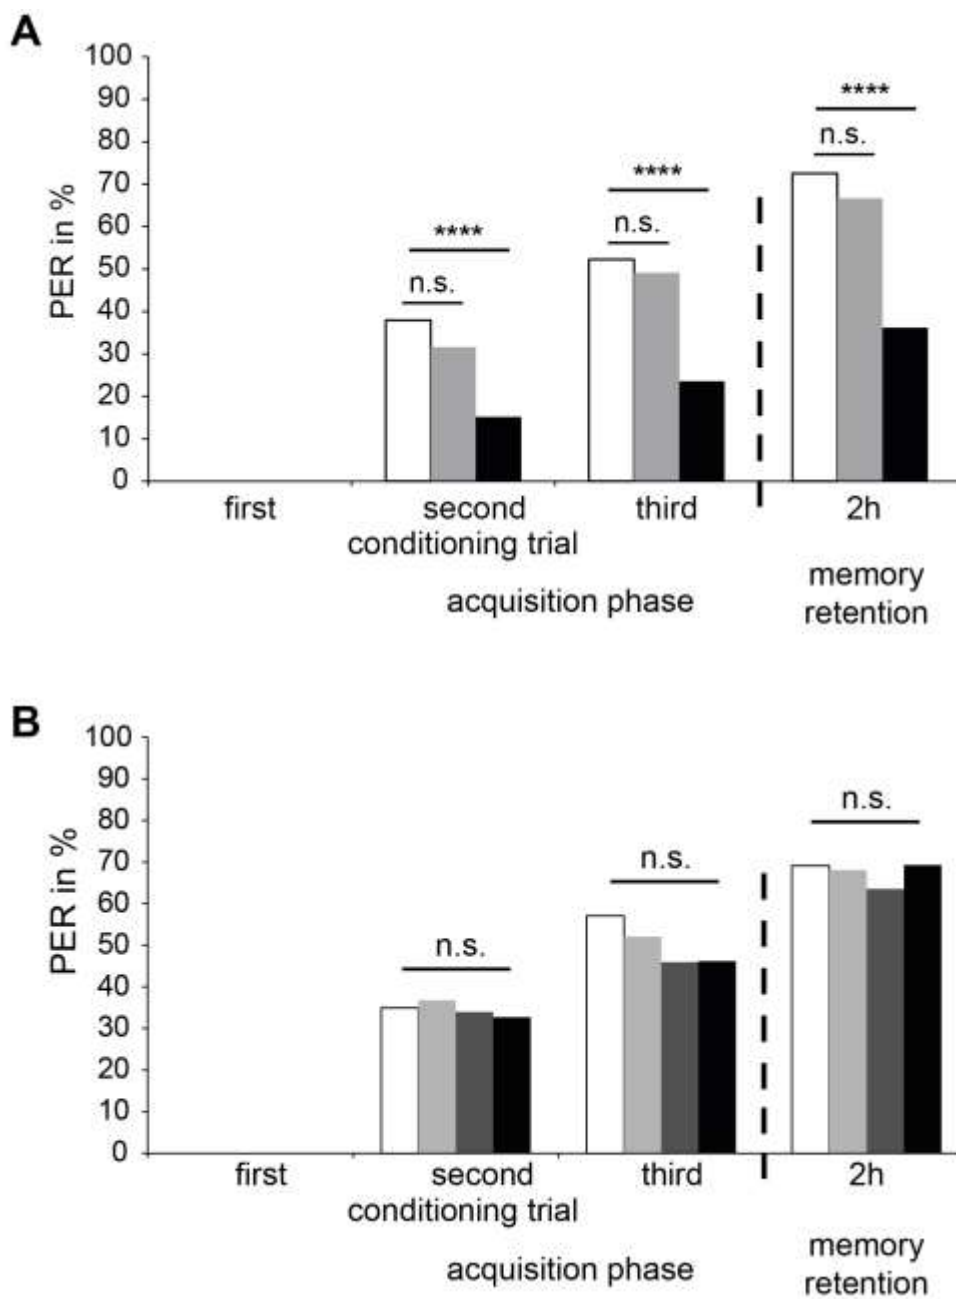 A
100
90
80
70
60
50
40
30
20
10
0
PER in %
****
n.s.
****
n.s.
****
n.s.
first second third 2h
conditioning trial
acquisition phase
memory
retention
B
100
90
80
70
60
50
40
30
20
10
0
PER in %
n.s.
n.s.
n.s.
first second third 2h
conditioning trial
acquisition phase
memory
retention